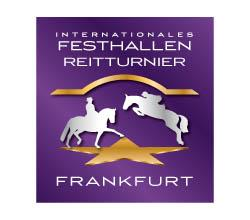 INTERNATIONALES
FESTHALLEN
REITTURNIER
FRANKFURT